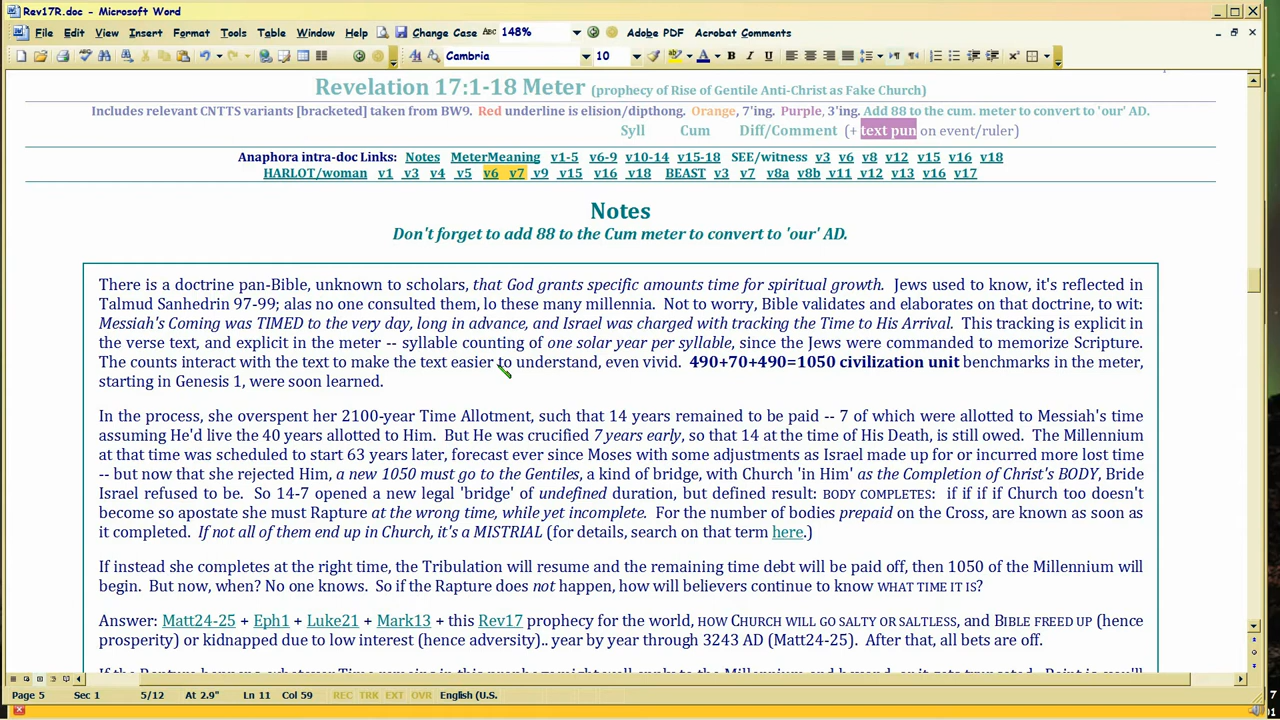 Rev17R.doc - Microsoft Word
File Edit View Insert Format Tools Table Window Help Change Case 148% Adobe PDF Acrobat Comments
Cambria 10 B I U
Revelation 17:1-18 Meter (prophecy of Rise of Gentile Anti-Christ as Fake Church)
Includes relevant CNTTS variants [bracketed] taken from BW9. Red underline is elision/dipthong. Orange, 7'ing. Purple, 3'ing. Add 88 to the cum. meter to convert to 'our' AD.
Syll Cum Diff/Comment (+ text pun on event/ruler)
Anaphora intra-doc Links: Notes MeterMeaning v1-5 v6-9 v10-14 v15-18 SEE/witness v3 v6 v8 v12 v15 v16 v18
HARLOT/woman v1 v3 v4 v5 v6 v7 v9 v15 v16 v18 BEAST v3 v7 v8a v8b v11 v12 v13 v16 v17
Notes
Don't forget to add 88 to the Cum meter to convert to 'our' AD.
There is a doctrine pan-Bible, unknown to scholars, that God grants specific amounts time for spiritual growth. Jews used to know, it's reflected in
Talmud Sanhedrin 97-99; alas no one consulted them, lo these many millennia. Not to worry, Bible validates and elaborates on that doctrine, to wit:
Messiah's Coming was TIMED to the very day, long in advance, and Israel was charged with tracking the Time to His Arrival. This tracking is explicit in
the verse text, and explicit in the meter -- syllable counting of one solar year per syllable, since the Jews were commanded to memorize Scripture.
The counts interact with the text to make the text easier to understand, even vivid. 490+70+490=1050 civilization unit benchmarks in the meter,
starting in Genesis 1, were soon learned.
In the process, she overspent her 2100-year Time Allotment, such that 14 years remained to be paid -- 7 of which were allotted to Messiah's time
assuming He'd live the 40 years allotted to Him. But He was crucified 7 years early, so that 14 at the time of His Death, is still owed. The Millennium
at that time was scheduled to start 63 years later, forecast ever since Moses with some adjustments as Israel made up for or incurred more lost time
-- but now that she rejected Him, a new 1050 must go to the Gentiles, a kind of bridge, with Church 'in Him' as the Completion of Christ's BODY, Bride
Israel refused to be. So 14-7 opened a new legal 'bridge' of undefined duration, but defined result: BODY COMPLETES: if if if if Church too doesn't
become so apostate she must Rapture at the wrong time, while yet incomplete. For the number of bodies prepaid on the Cross, are known as soon as
it completed. If not all of them end up in Church, it's a MISTRIAL (for details, search on that term here.)
If instead she completes at the right time, the Tribulation will resume and the remaining time debt will be paid off, then 1050 of the Millennium will
begin. But now, when? No one knows. So if the Rapture does not happen, how will believers continue to know WHAT TIME IT IS?
Answer: Matt24-25 + Eph1 + Luke21 + Mark13 + this Rev17 prophecy for the world, HOW CHURCH WILL GO SALTY OR SALTLESS, and BIBLE FREED UP (hence
prosperity) or kidnapped due to low interest (hence adversity).. year by year through 3243 AD (Matt24-25). After that, all bets are off.
Page 5 Sec 1 5/12 At 2.9" Ln 11 Col 59 REC TRK EXT OVR English (U.S.